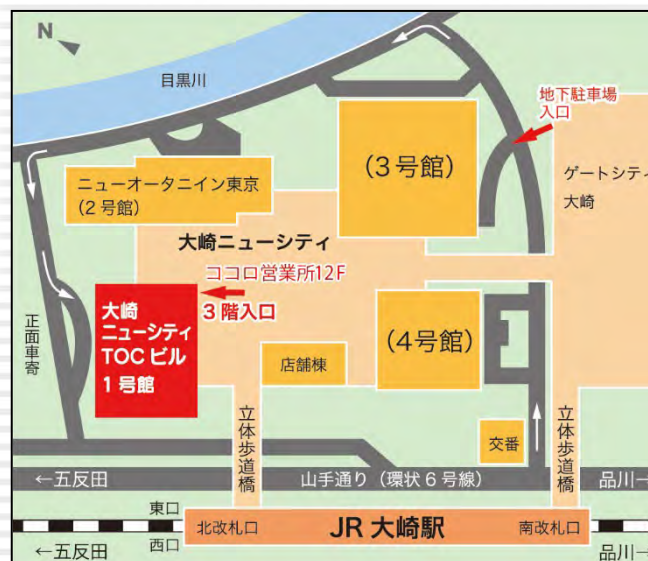 N
目黒川
地下駐車場
入口
ニューオータニイン東京
(2号館)
(3号館)
ゲートシティ
大崎
大崎ニューシティ
ココロ営業所12F
3階入口
大崎
ニューシティ
TOCビル
1号館
正面車寄
店舗棟
(4号館)
立体歩道橋
交番
立体歩道橋
←五反田
山手通り(環状6号線)
品川→
東口
西口
北改札口
JR 大崎駅
南改札口
←五反田
品川→